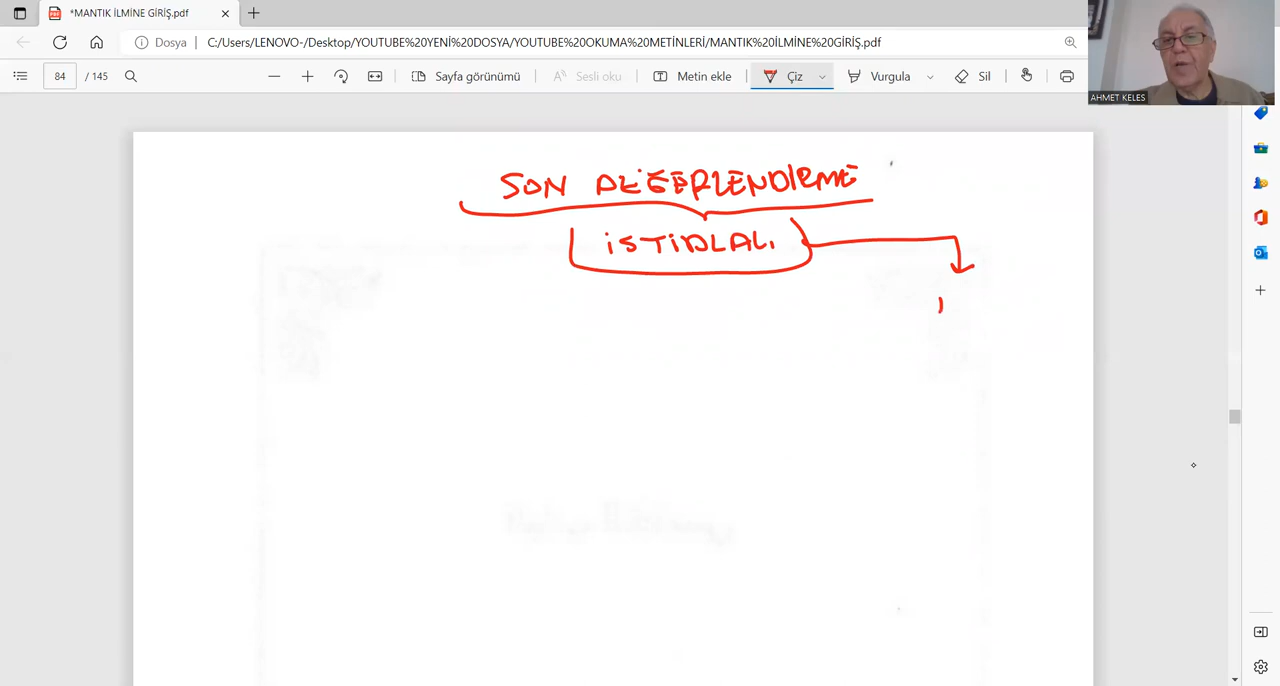 *MANTIK İLMİNE GİRİŞ.pdf
Dosya
C:/Users/LENOVO-/Desktop/YOUTUBE%20YENİ%20DOSYA/YOUTUBE%20OKUMA%20METİNLERİ/MANTIK%20İLMİNE%20GİRİŞ.pdf
84 / 145
Sayfa görünümü
Sesli oku
Metin ekle
Çiz
Vurgula
Sil
AHMET KELES
SON DEĞERLENDİRME
İSTİDLAL